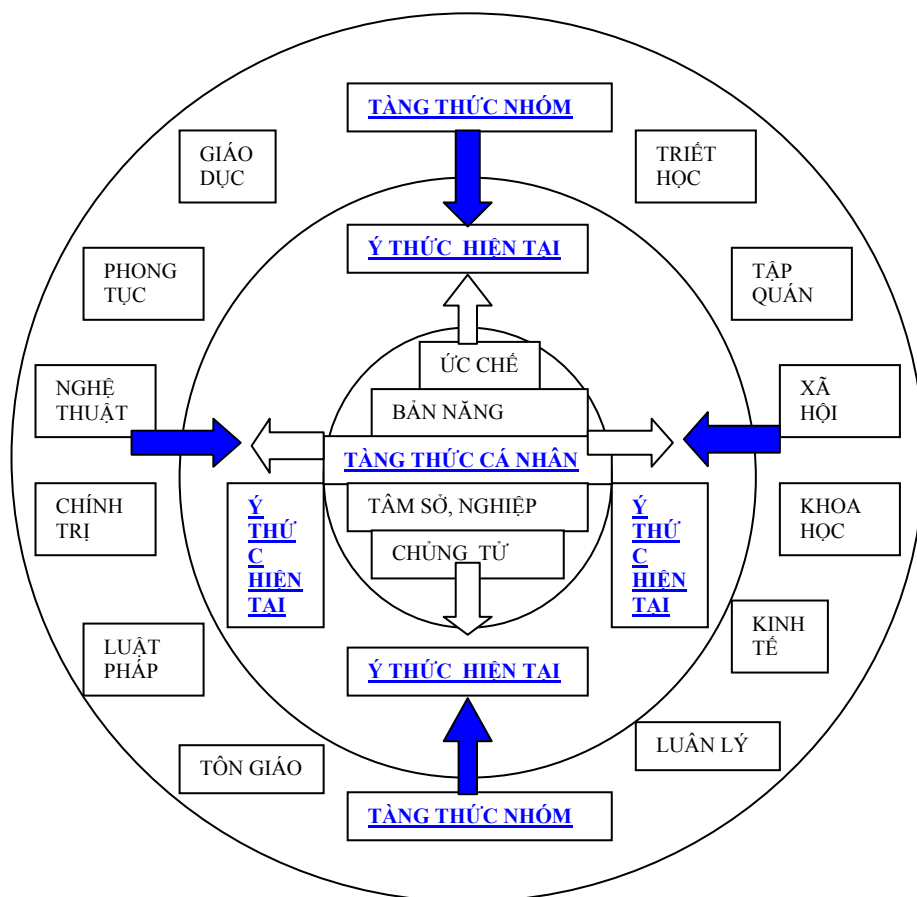 TÀNG THỨC NHÓM
GIÁO
DỤC
TRIẾT
HỌC
Ý THỨC HIỆN TẠI
PHONG
TỤC
TẬP
QUÁN
ỨC CHẾ
NGHỆ
THUẬT
BẢN NĂNG
XÃ
HỘI
TÀNG THỨC CÁ NHÂN
CHÍNH
TRỊ
Ý
THỨ
C
HIỆN
TẠI
TÂM SỞ, NGHIỆP
CHỦNG TỬ
Ý
THỨ
C
HIỆN
TẠI
KHOA
HỌC
KINH
TẾ
LUẬT
PHÁP
Ý THỨC HIỆN TẠI
LUÂN LÝ
TÔN GIÁO
TÀNG THỨC NHÓM